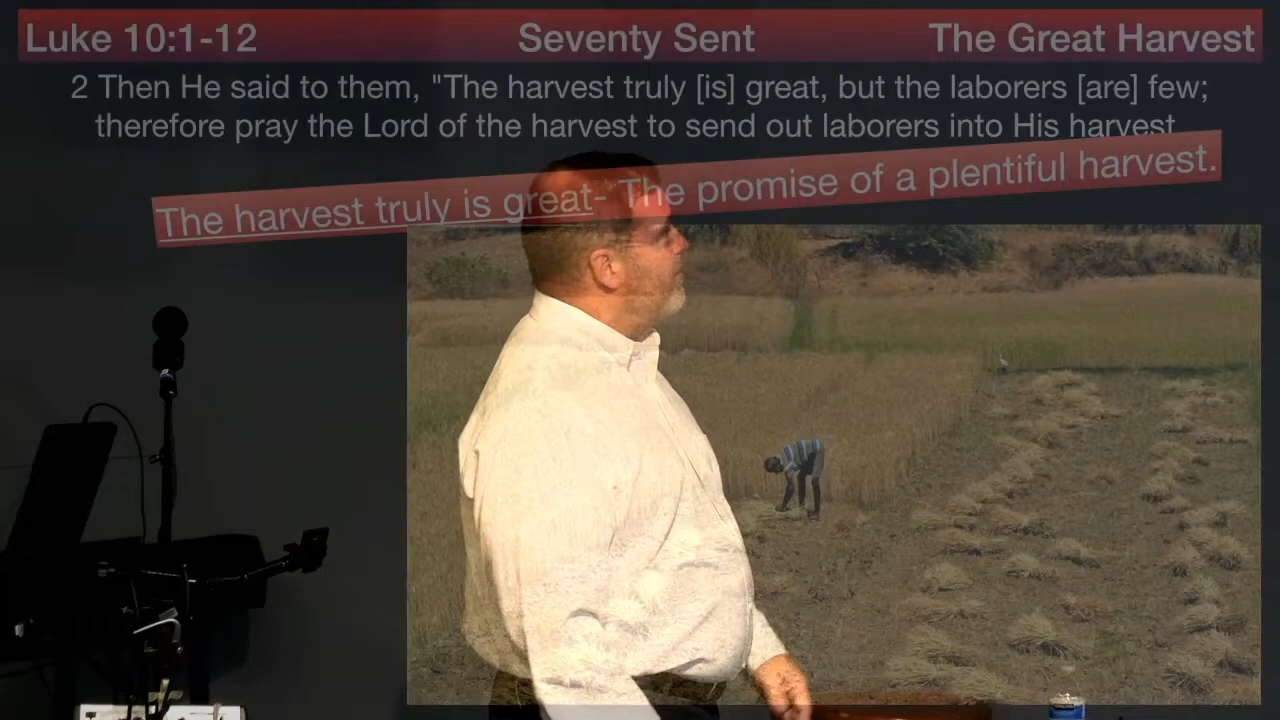 Luke 10:1-12 Seventy Sent The Great Harvest
2 Then He said to them, "The harvest truly [is] great, but the laborers [are] few;
therefore pray the Lord of the harvest to send out laborers into His harvest
The harvest truly is great- The promise of a plentiful harvest.